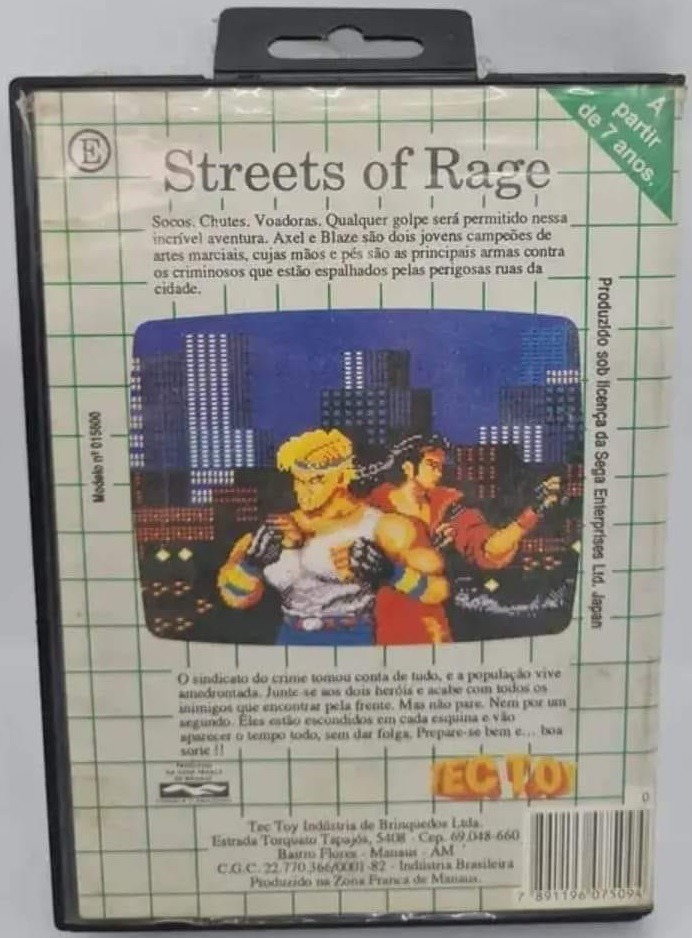 E
A
partir
de 7 anos.
Streets of Rage
Socos. Chutes. Voadoras. Qualquer golpe será permitido nessa
incrível aventura. Axel e Blaze são dois jovens campeões de
artes marciais, cujas mãos e pés são as principais armas contra
os criminosos que estão espalhados pelas perigosas ruas da
cidade.
Modelo nº 015800
Produzido sob licença da Sega Enterprises Ltd. Japan
O sindicato do crime tomou conta de tudo, e a população vive
amedrontada. Junte-se aos dois heróis e acabe com todos os
inimigos que encontrar pela frente. Mas não pare. Nem por um
segundo. Eles estão escondidos em cada esquina e vão
aparecer o tempo todo, sem dar folga. Prepare-se bem e... boa
sorte !!
TEC TOY
Tec Toy Indústria de Brinquedos Ltda.
Estrada Torquato Tapajós, 5408 - Cep. 69.048-660
Bairro Flores - Manaus - AM
C.G.C. 22.770.366/0001-82 - Indústria Brasileira
Produzido na Zona Franca de Manaus.
0
7 891196 075094